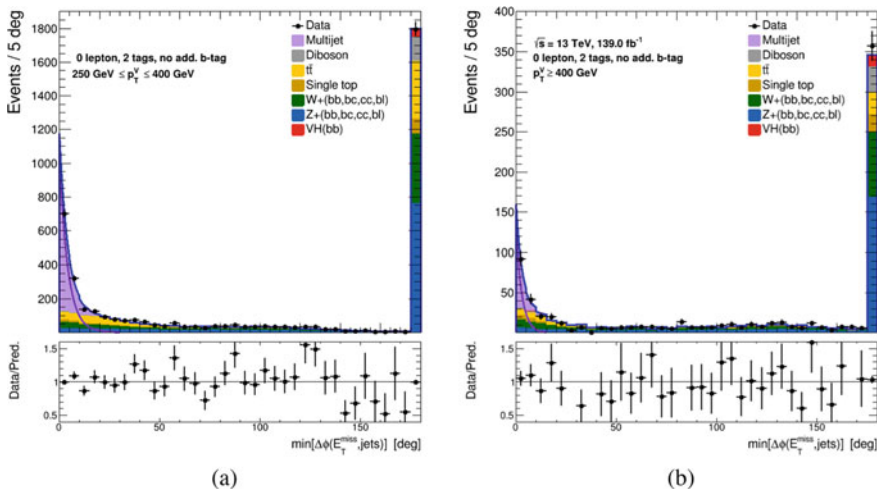 Events / 5 deg
1800
1600
1400
1200
1000
800
600
400
200
0 lepton, 2 tags, no add. b-tag
250 GeV ≤ p_T^V ≤ 400 GeV
Data
Multijet
Diboson
tt̄
Single top
W+(bb,bc,cc,bl)
Z+(bb,bc,cc,bl)
VH(bb)
Data/Pred.
1.5
1
0.5
0 50 100 150
min[Δϕ(E_T^miss,jets)] [deg]
(a)
Events / 5 deg
400
350
300
250
200
150
100
50
0
√s = 13 TeV, 139.0 fb⁻¹
0 lepton, 2 tags, no add. b-tag
p_T^V ≥ 400 GeV
Data
Multijet
Diboson
tt̄
Single top
W+(bb,bc,cc,bl)
Z+(bb,bc,cc,bl)
VH(bb)
Data/Pred.
1.5
1
0.5
0 50 100 150
min[Δϕ(E_T^miss,jets)] [deg]
(b)